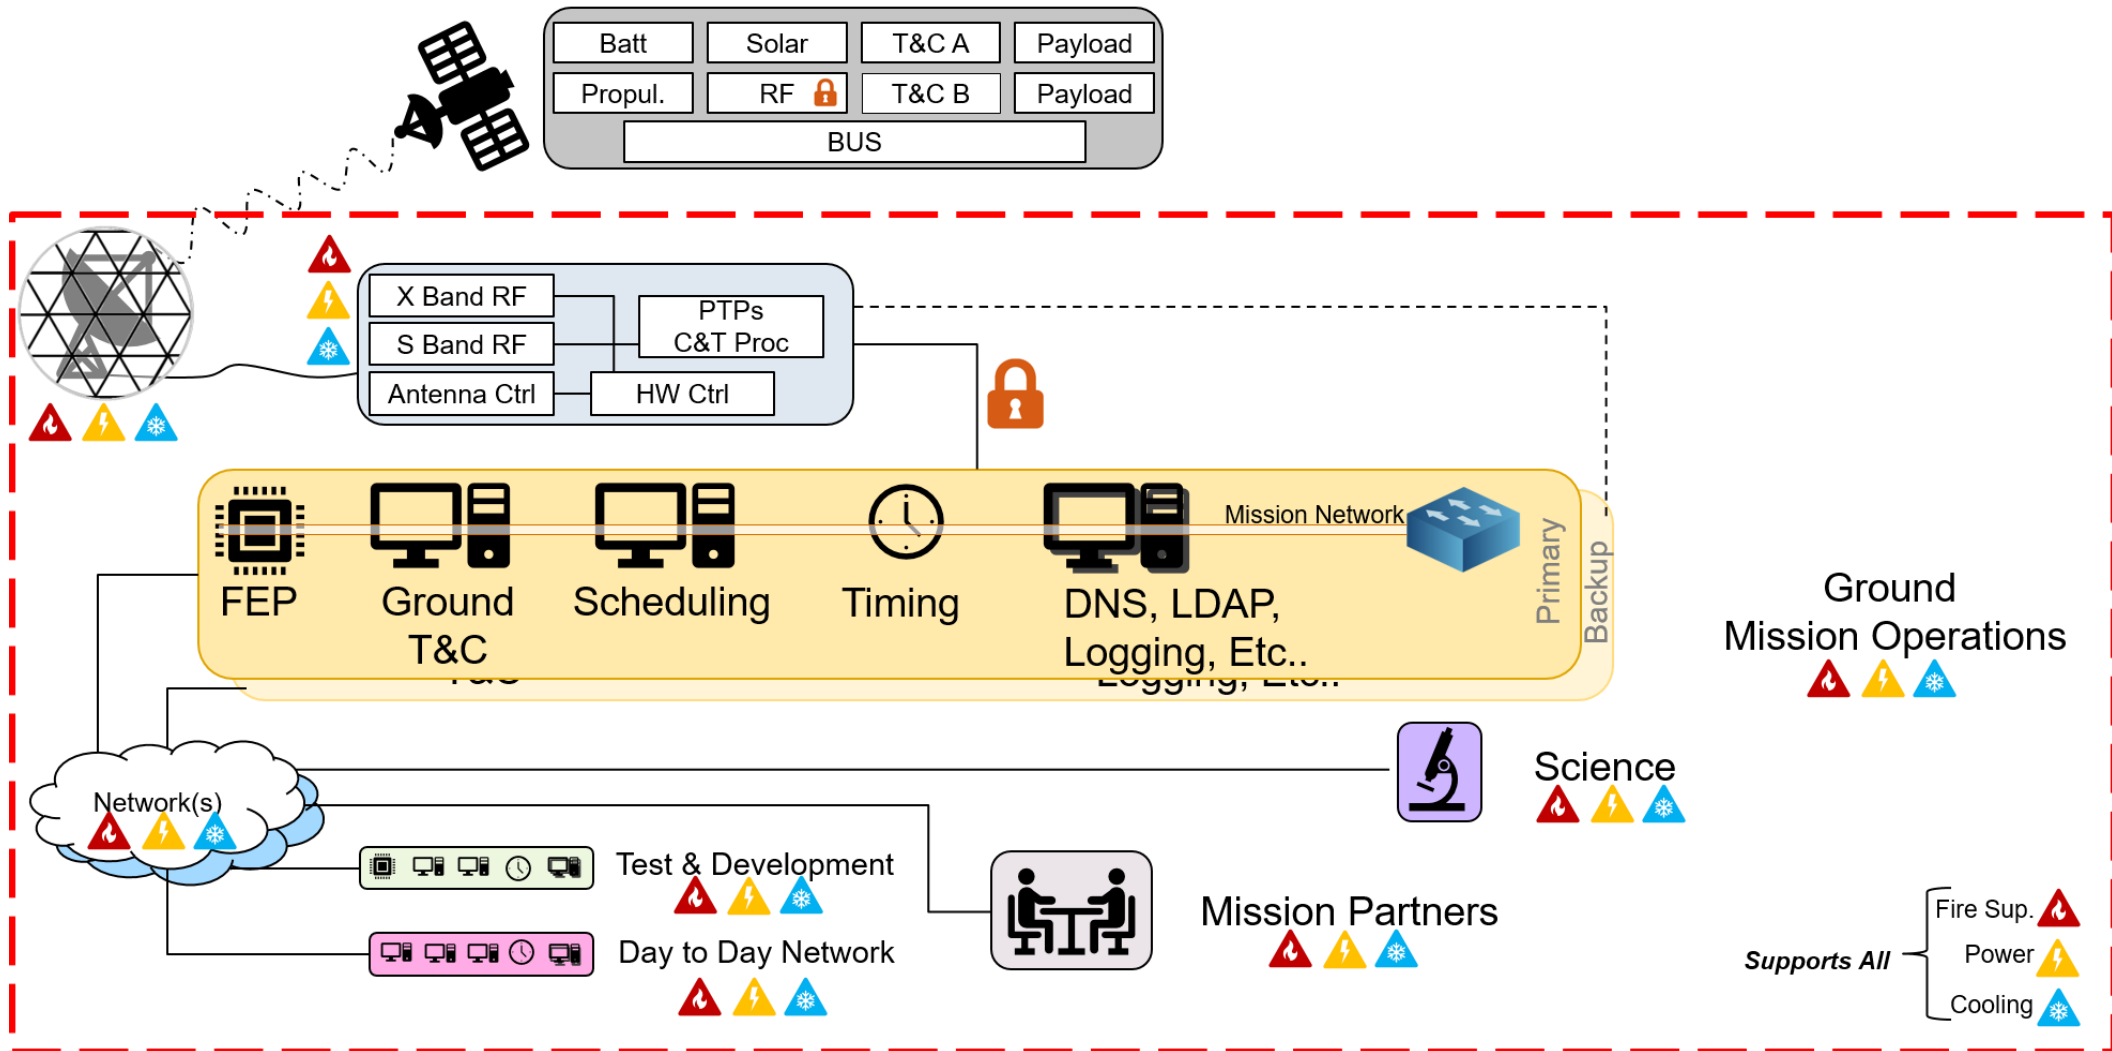 Batt
Solar
T&C A
Payload
Propul.
RF
T&C B
Payload
BUS
X Band RF
S Band RF
Antenna Ctrl
PTPs
C&T Proc
HW Ctrl
Mission Network
FEP
Ground
T&C
Scheduling
Timing
DNS, LDAP,
Logging, Etc..
Primary
Backup
T&C
Logging, Etc..
Ground
Mission Operations
Network(s)
Science
Test & Development
Mission Partners
Day to Day Network
Supports All
Fire Sup.
Power
Cooling